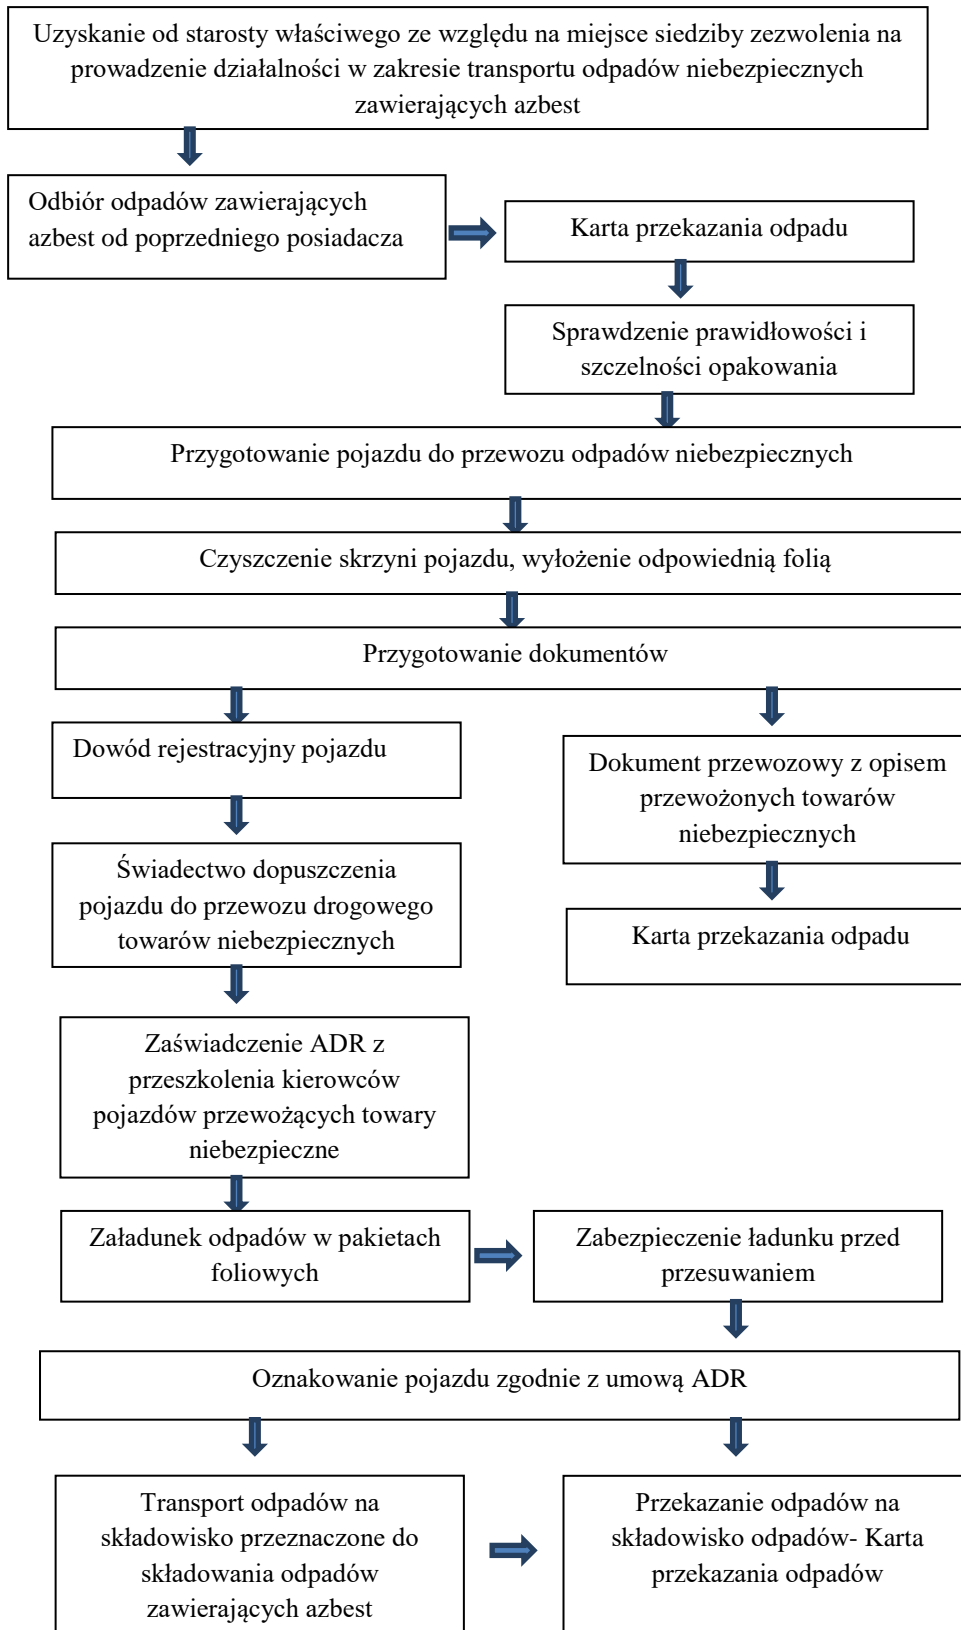 Uzyskanie od starosty właściwego ze względu na miejsce siedziby zezwolenia na
prowadzenie działalności w zakresie transportu odpadów niebezpiecznych
zawierających azbest
Odbiór odpadów zawierających
azbest od poprzedniego posiadacza
Karta przekazania odpadu
Sprawdzenie prawidłowości i
szczelności opakowania
Przygotowanie pojazdu do przewozu odpadów niebezpiecznych
Czyszczenie skrzyni pojazdu, wyłożenie odpowiednią folią
Przygotowanie dokumentów
Dowód rejestracyjny pojazdu
Świadectwo dopuszczenia
pojazdu do przewozu drogowego
towarów niebezpiecznych
Zaświadczenie ADR z
przeszkolenia kierowców
pojazdów przewożących towary
niebezpieczne
Dokument przewozowy z opisem
przewożonych towarów
niebezpiecznych
Karta przekazania odpadu
Załadunek odpadów w pakietach
foliowych
Zabezpieczenie ładunku przed
przesuwaniem
Oznakowanie pojazdu zgodnie z umową ADR
Transport odpadów na
składowisko przeznaczone do
składowania odpadów
zawierających azbest
Przekazanie odpadów na
składowisko odpadów- Karta
przekazania odpadów